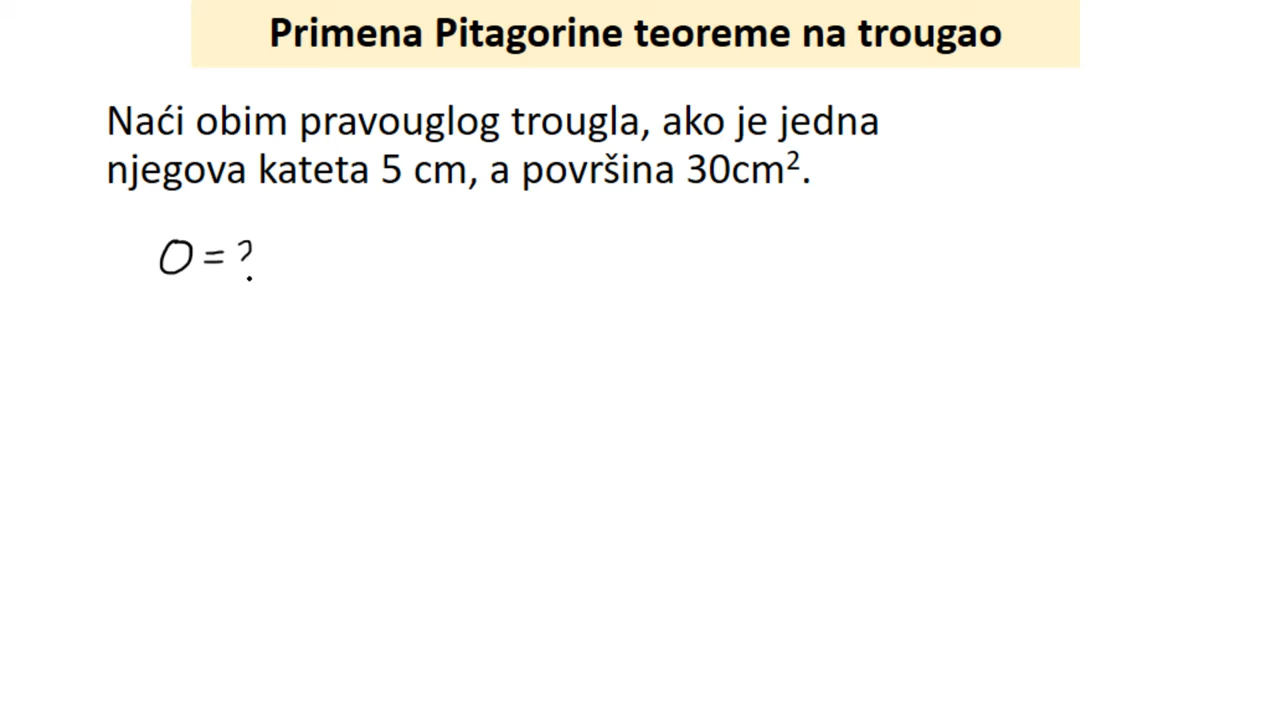 Primena Pitagorine teoreme na trougao
Naći obim pravouglog trougla, ako je jedna
njegova kateta 5 cm, a površina 30cm².
O = ?